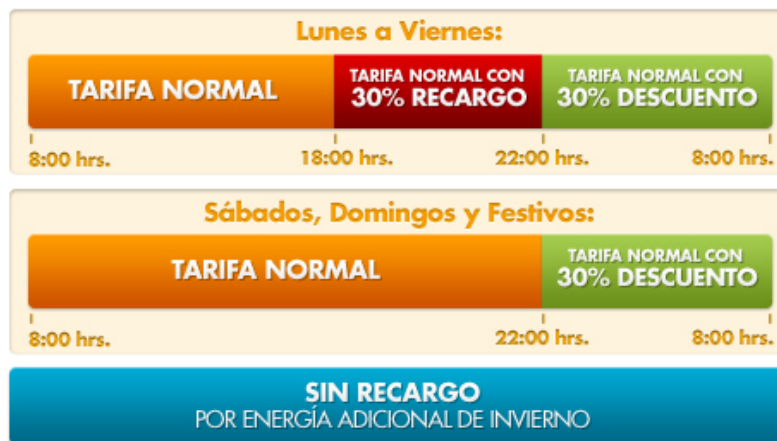 Lunes a Viernes:
TARIFA NORMAL
TARIFA NORMAL CON
30% RECARGO
TARIFA NORMAL CON
30% DESCUENTO
8:00 hrs.
18:00 hrs.
22:00 hrs.
8:00 hrs.
Sábados, Domingos y Festivos:
TARIFA NORMAL
TARIFA NORMAL CON
30% DESCUENTO
8:00 hrs.
22:00 hrs.
8:00 hrs.
SIN RECARGO
POR ENERGÍA ADICIONAL DE INVIERNO